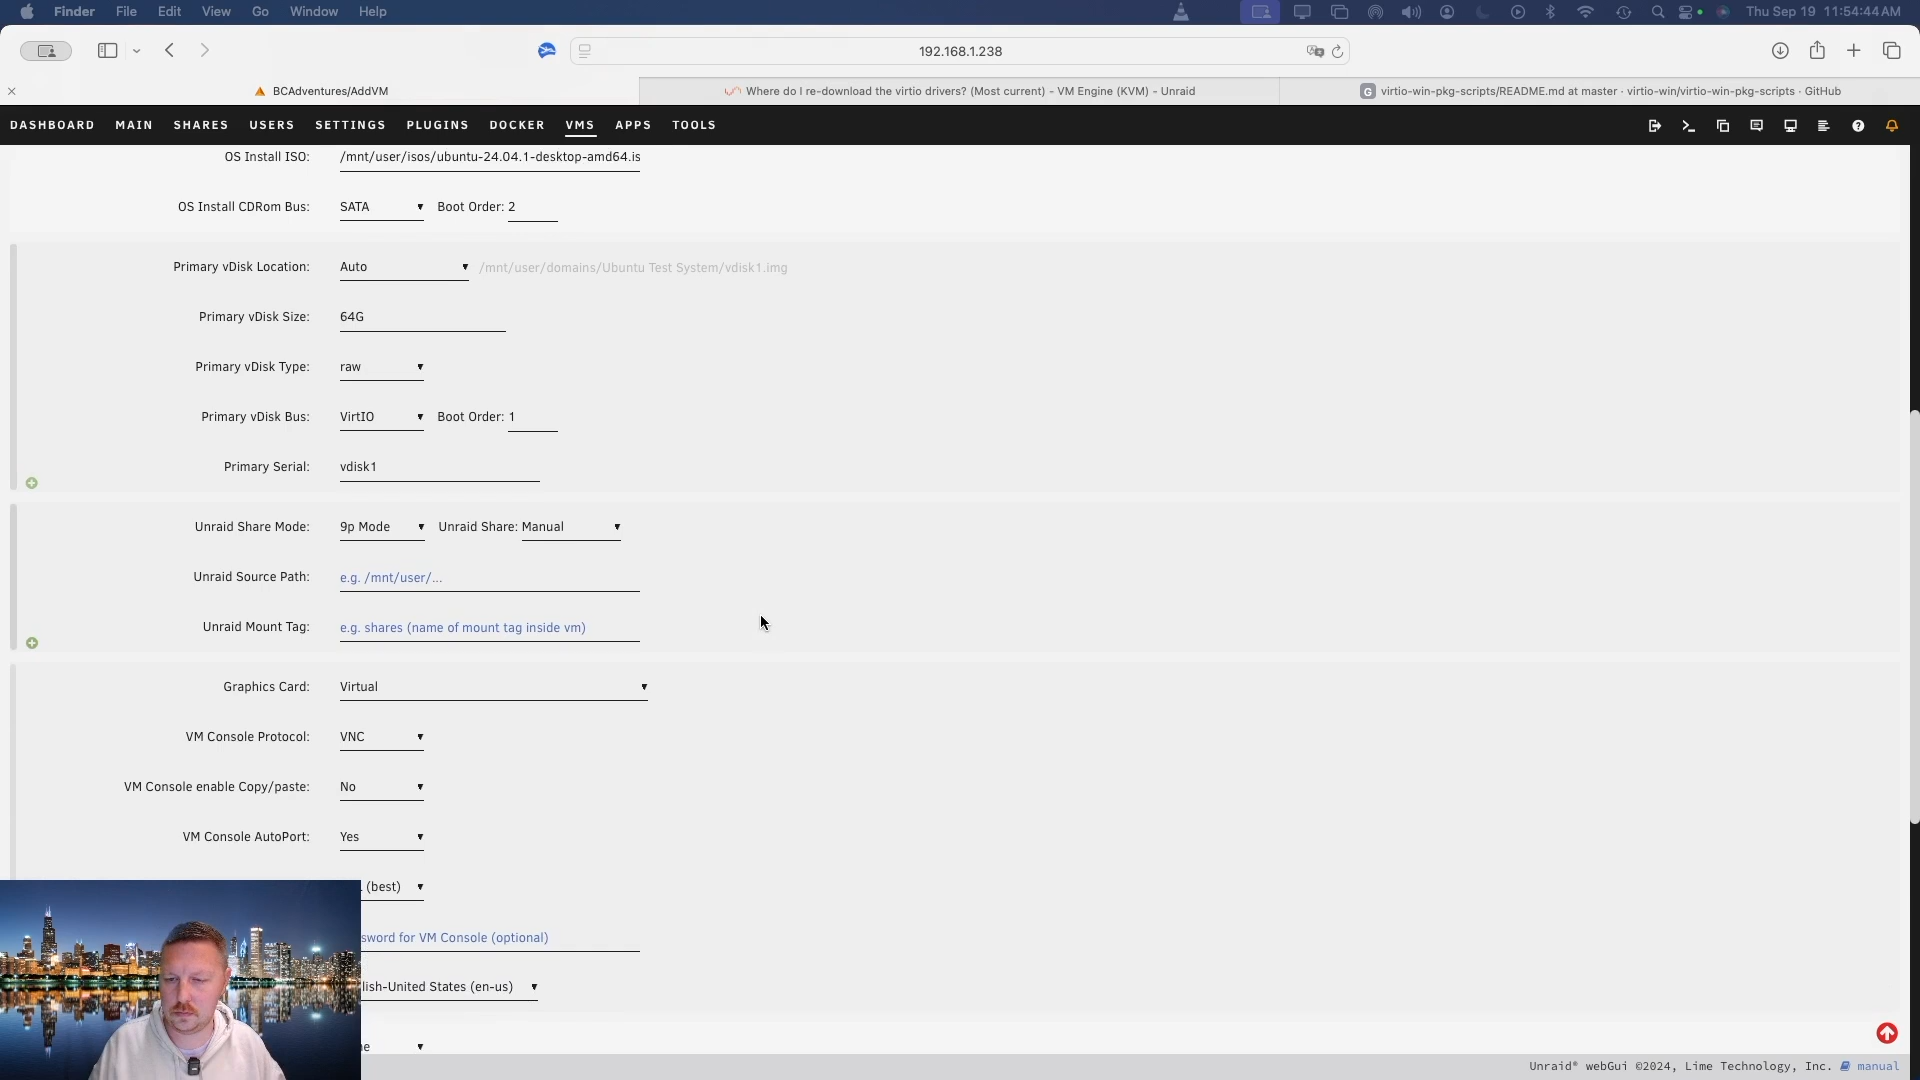 Finder File Edit View Go Window Help Thu Sep 19 11:54:44 AM
192.168.1.238
BCAdventures/AddVM
Where do I re-download the virtio drivers? (Most current) - VM Engine (KVM) - Unraid
G virtio-win-pkg-scripts/README.md at master · virtio-win/virtio-win-pkg-scripts · GitHub
DASHBOARD MAIN SHARES USERS SETTINGS PLUGINS DOCKER VMS APPS TOOLS
OS Install ISO: /mnt/user/isos/ubuntu-24.04.1-desktop-amd64.is
OS Install CDRom Bus: SATA Boot Order: 2
Primary vDisk Location: Auto /mnt/user/domains/Ubuntu Test System/vdisk1.img
Primary vDisk Size: 64G
Primary vDisk Type: raw
Primary vDisk Bus: VirtIO Boot Order: 1
Primary Serial: vdisk1
Unraid Share Mode: 9p Mode Unraid Share: Manual
Unraid Source Path: e.g. /mnt/user/...
Unraid Mount Tag: e.g. shares (name of mount tag inside vm)
Graphics Card: Virtual
VM Console Protocol: VNC
VM Console enable Copy/paste: No
VM Console AutoPort: Yes
(best)
sword for VM Console (optional)
lish-United States (en-us)
ne
Unraid® webGui ©2024, Lime Technology, Inc. manual